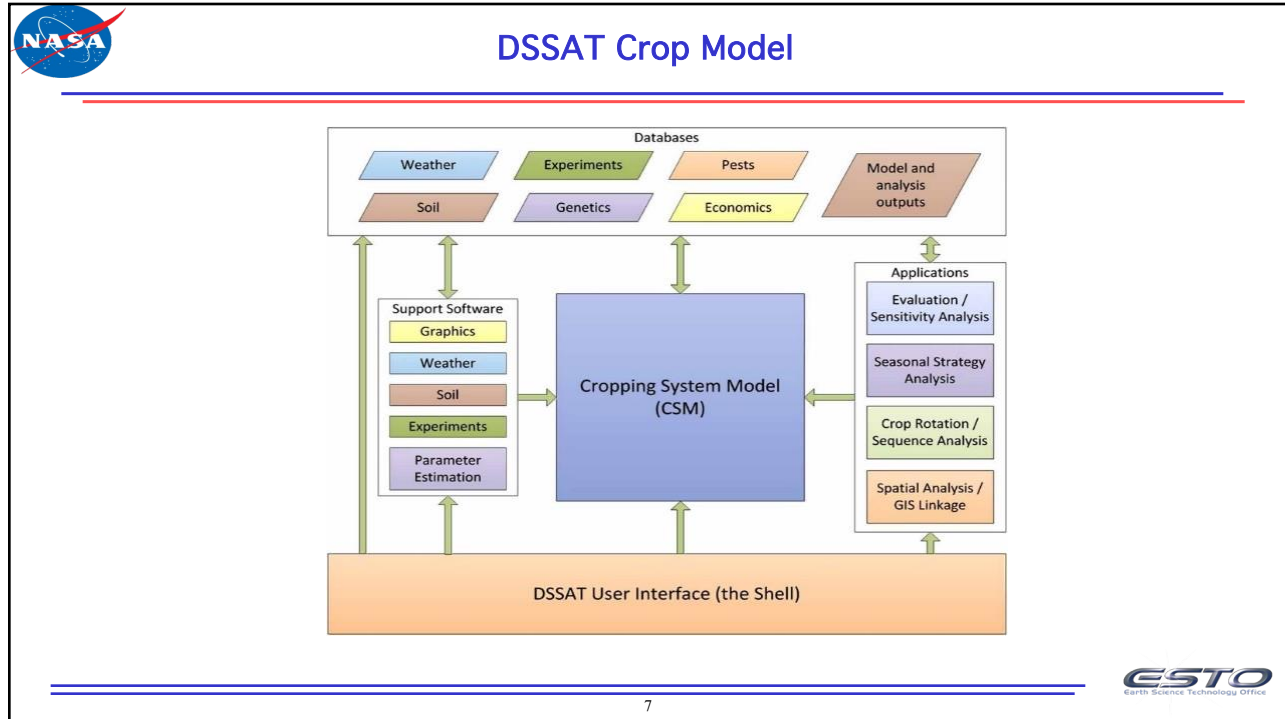 NASA
DSSAT Crop Model
Databases
Weather
Experiments
Pests
Model and
analysis
outputs
Soil
Genetics
Economics
Support Software
Graphics
Weather
Soil
Experiments
Parameter
Estimation
Cropping System Model
(CSM)
Applications
Evaluation /
Sensitivity Analysis
Seasonal Strategy
Analysis
Crop Rotation /
Sequence Analysis
Spatial Analysis /
GIS Linkage
DSSAT User Interface (the Shell)
7
ESTO
Earth Science Technology Office